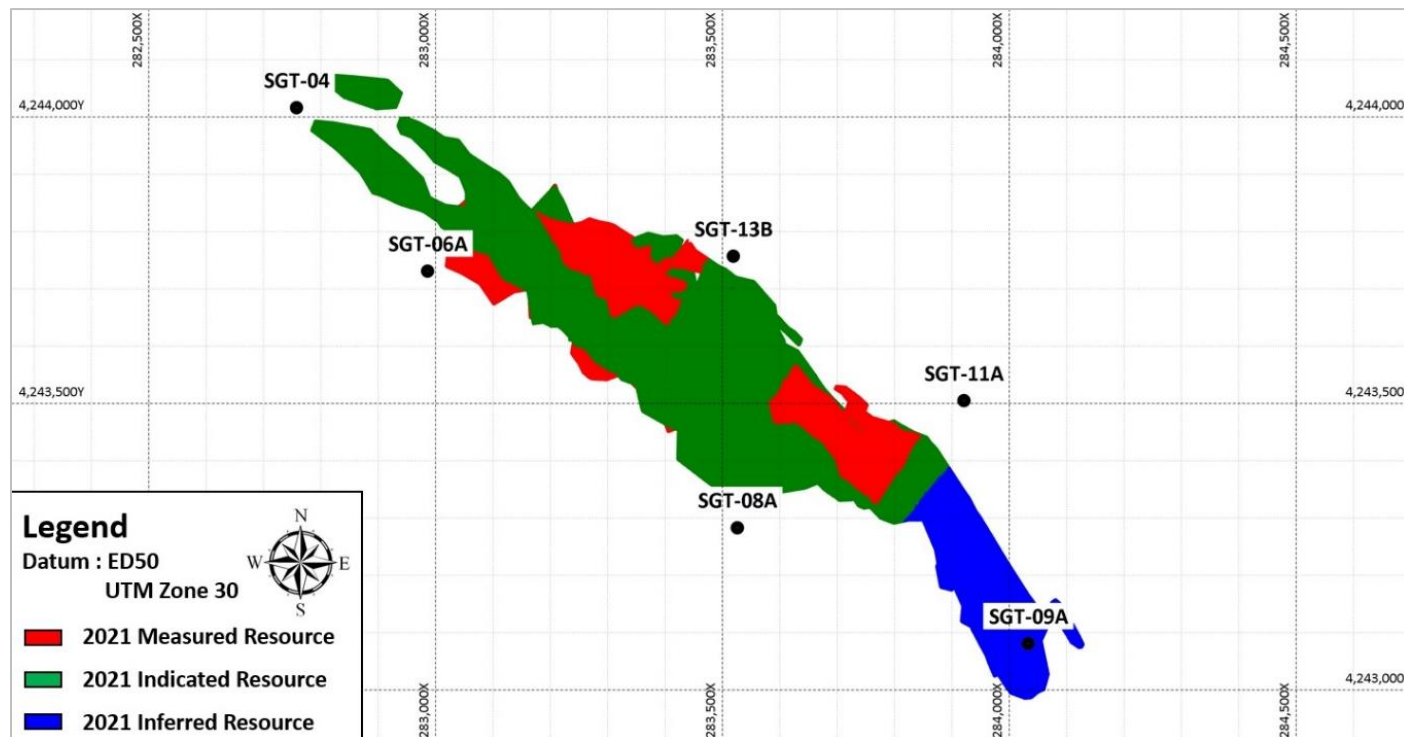 282,500X
283,000X
283,500X
284,000X
284,500X
SGT-04
4,244,000Y
4,244,000Y
SGT-13B
SGT-06A
SGT-11A
4,243,500Y
4,243,500Y
SGT-08A
Legend
Datum : ED50
UTM Zone 30
N
W
E
S
SGT-09A
2021 Measured Resource
2021 Indicated Resource
2021 Inferred Resource
4,243,000Y
283,000X
283,500X
284,000X
284,500X